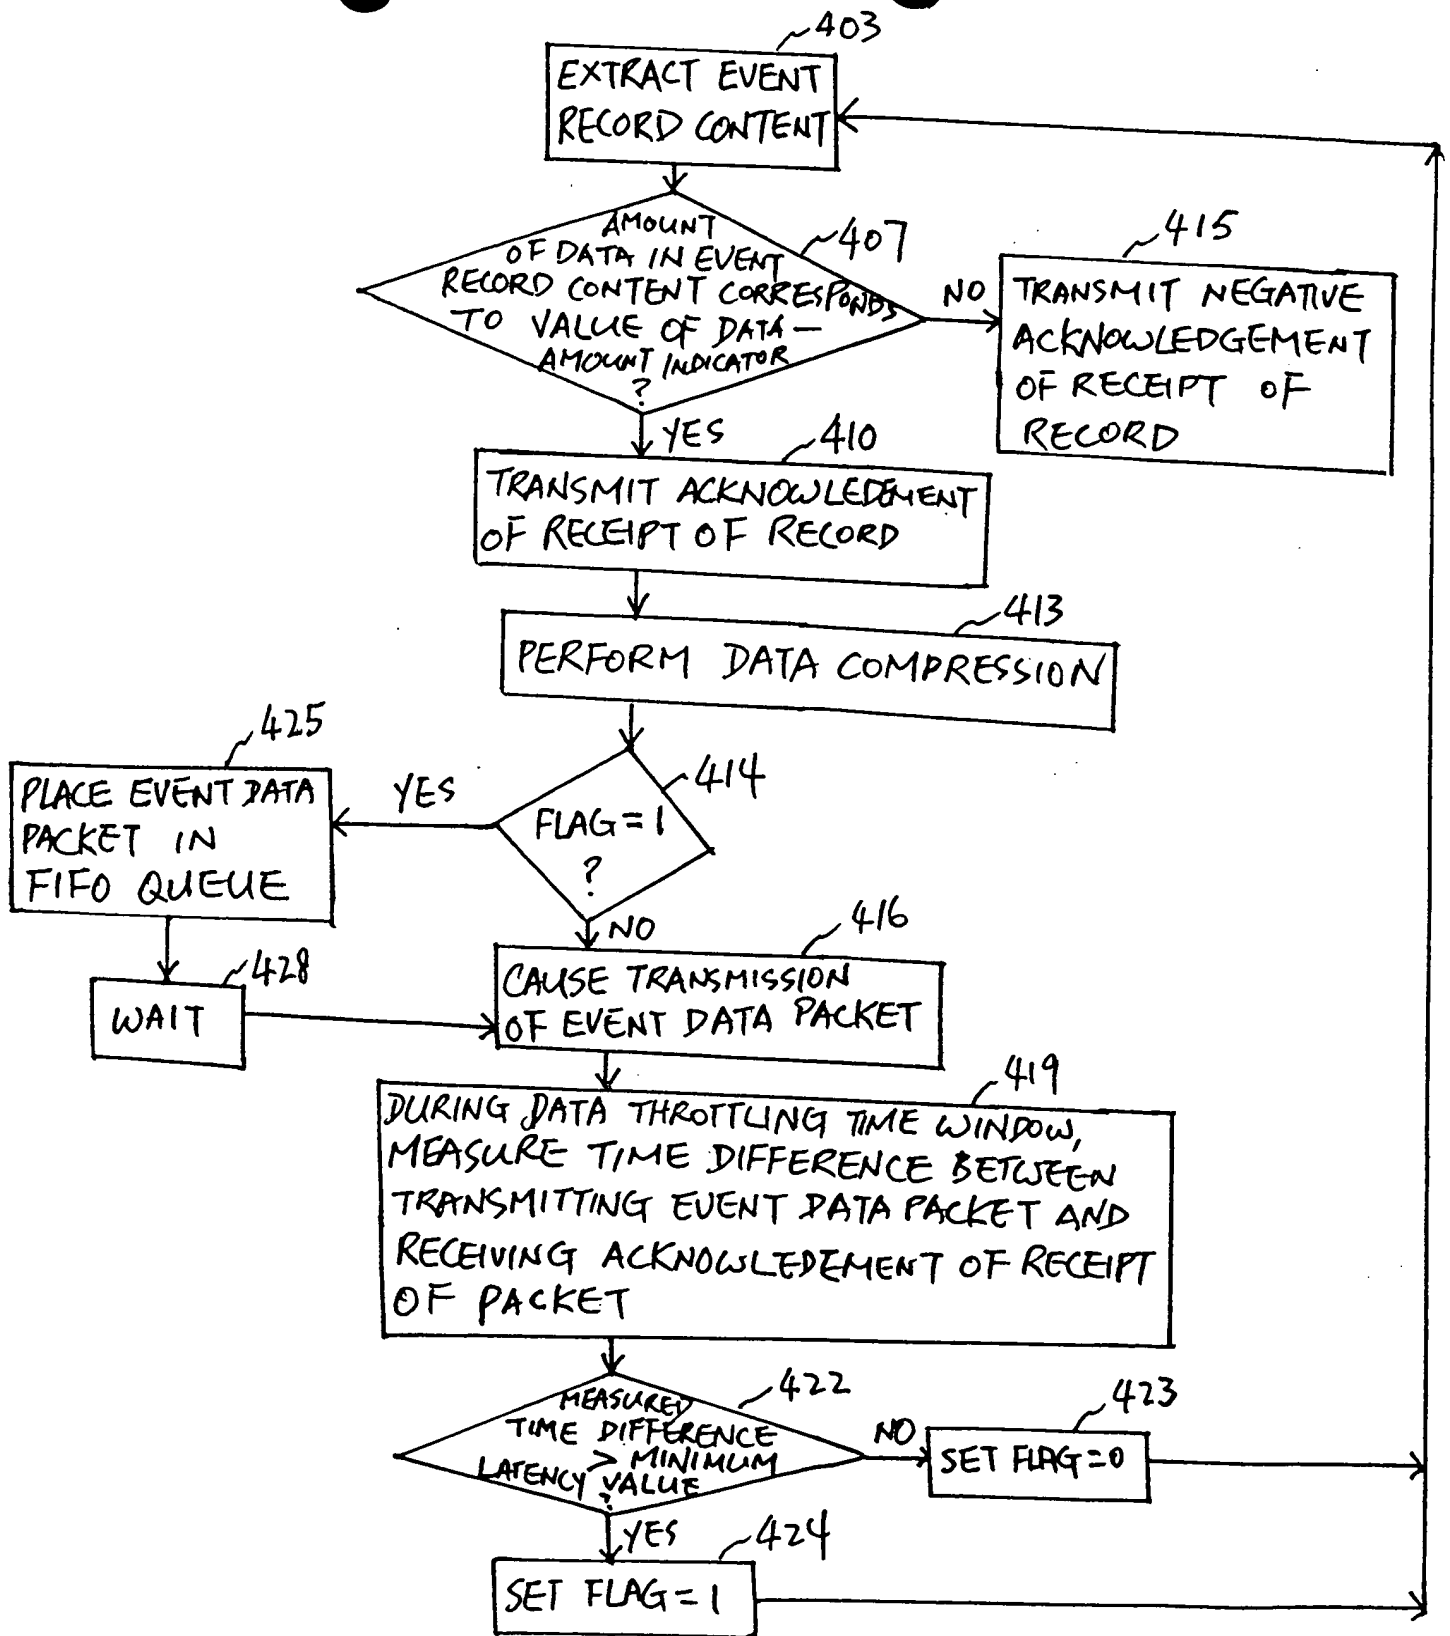 403
EXTRACT EVENT
RECORD CONTENT
407
AMOUNT
OF DATA IN EVENT
RECORD CONTENT CORRESPONDS
TO VALUE OF DATA—
AMOUNT INDICATOR
?
NO
415
TRANSMIT NEGATIVE
ACKNOWLEDGEMENT
OF RECEIPT OF
RECORD
YES
410
TRANSMIT ACKNOWLEDEMENT
OF RECEIPT OF RECORD
413
PERFORM DATA COMPRESSION
414
FLAG = 1
?
YES
425
PLACE EVENT DATA
PACKET IN
FIFO QUEUE
428
WAIT
NO
416
CAUSE TRANSMISSION
OF EVENT DATA PACKET
419
DURING DATA THROTTLING TIME WINDOW,
MEASURE TIME DIFFERENCE BETWEEN
TRANSMITTING EVENT DATA PACKET AND
RECEIVING ACKNOWLEDEMENT OF RECEIPT
OF PACKET
422
MEASURED
TIME DIFFERENCE
> MINIMUM
LATENCY VALUE
?
NO
423
SET FLAG = 0
YES
424
SET FLAG = 1